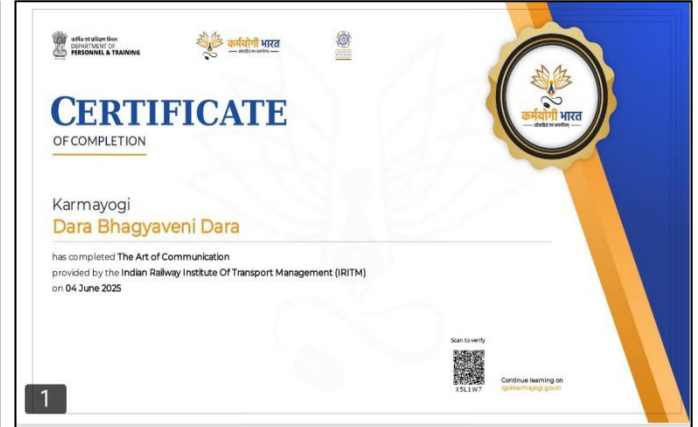 कार्मिक एवं प्रशिक्षण विभाग
DEPARTMENT OF
PERSONNEL & TRAINING
कर्मयोगी भारत
CERTIFICATE
OF COMPLETION
कर्मयोगी भारत
Karmayogi
Dara Bhagyaveni Dara
has completed The Art of Communication
provided by the Indian Railway Institute Of Transport Management (IRITM)
on 04 June 2025
Scan to verify
X5L1W7
Continue learning on
igotkarmayogi.gov.in
1